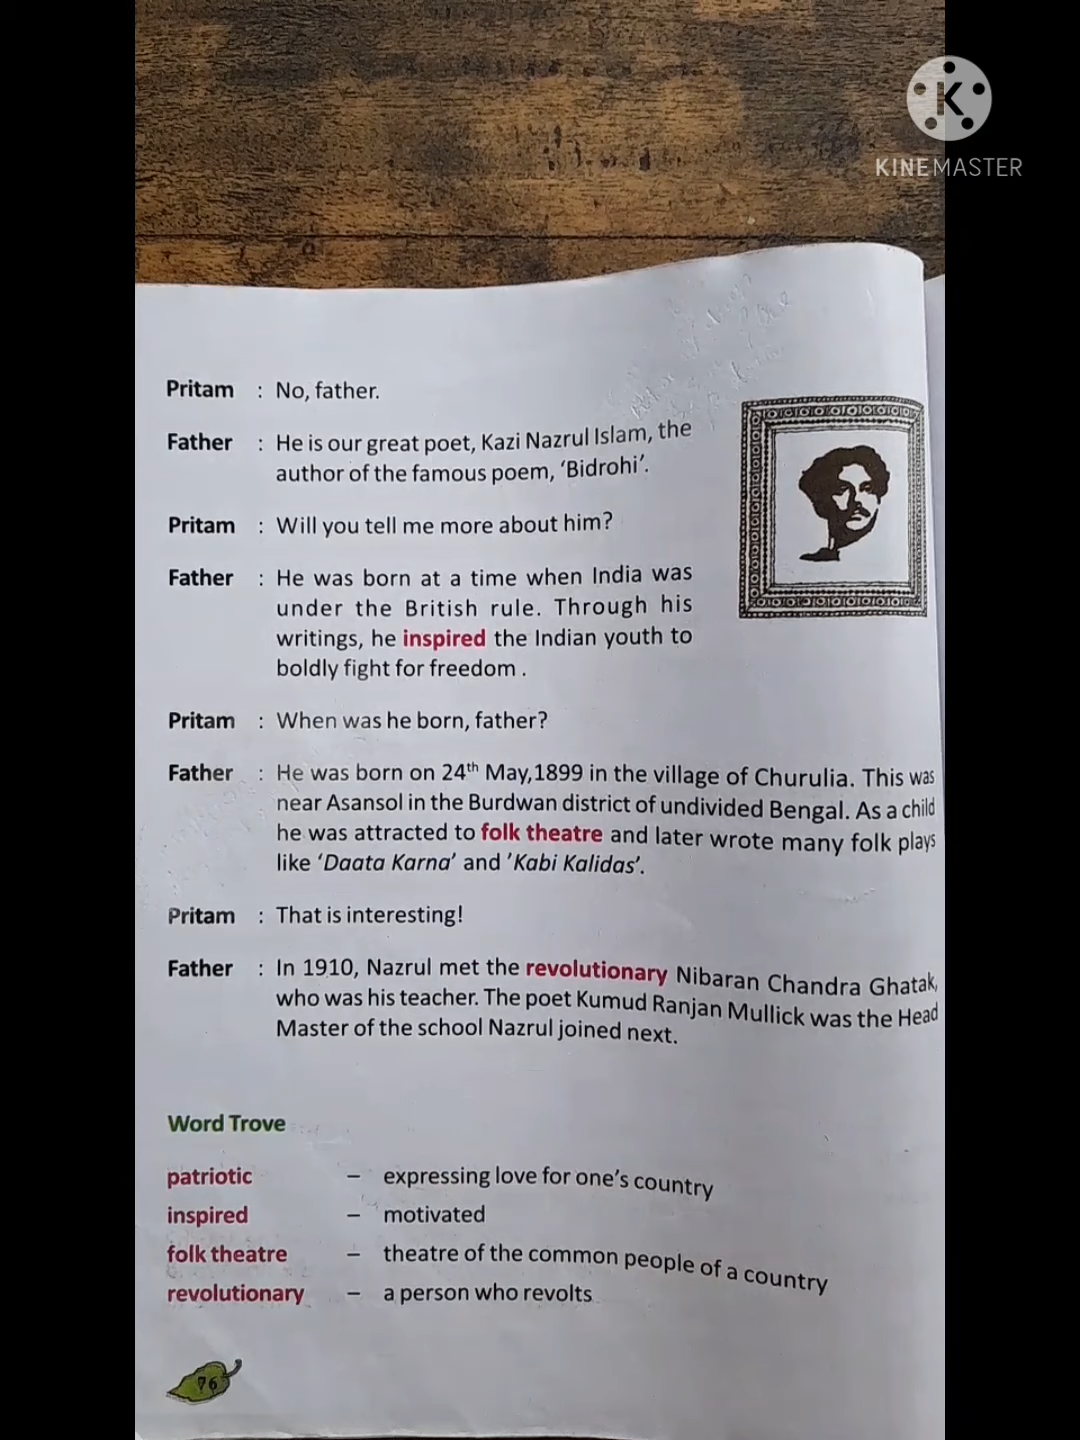 KINEMASTER
Pritam : No, father.
Father : He is our great poet, Kazi Nazrul Islam, the
author of the famous poem, ‘Bidrohi’.
Pritam : Will you tell me more about him?
Father : He was born at a time when India was
under the British rule. Through his
writings, he inspired the Indian youth to
boldly fight for freedom .
Pritam : When was he born, father?
Father : He was born on 24th May,1899 in the village of Churulia. This was
near Asansol in the Burdwan district of undivided Bengal. As a child
he was attracted to folk theatre and later wrote many folk plays
like ‘Daata Karna’ and ’Kabi Kalidas’.
Pritam : That is interesting!
Father : In 1910, Nazrul met the revolutionary Nibaran Chandra Ghatak,
who was his teacher. The poet Kumud Ranjan Mullick was the Head
Master of the school Nazrul joined next.
Word Trove
patriotic – expressing love for one’s country
inspired – motivated
folk theatre – theatre of the common people of a country
revolutionary – a person who revolts
76